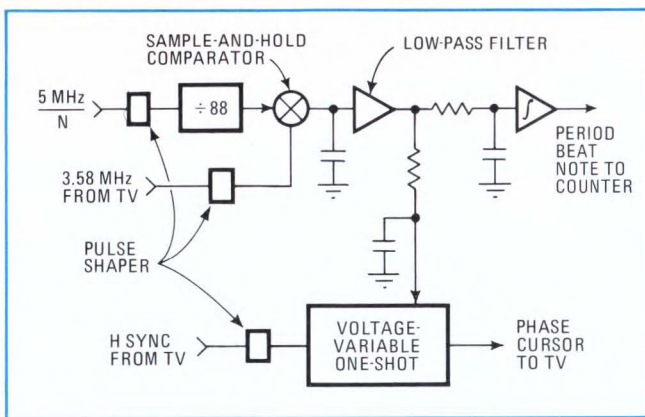 SAMPLE-AND-HOLD
COMPARATOR
LOW-PASS FILTER
5 MHz
N
÷ 88
3.58 MHz
FROM TV
PERIOD
BEAT
NOTE TO
COUNTER
∫
PULSE
SHAPER
H SYNC
FROM TV
VOLTAGE-
VARIABLE
ONE-SHOT
PHASE
CURSOR
TO TV